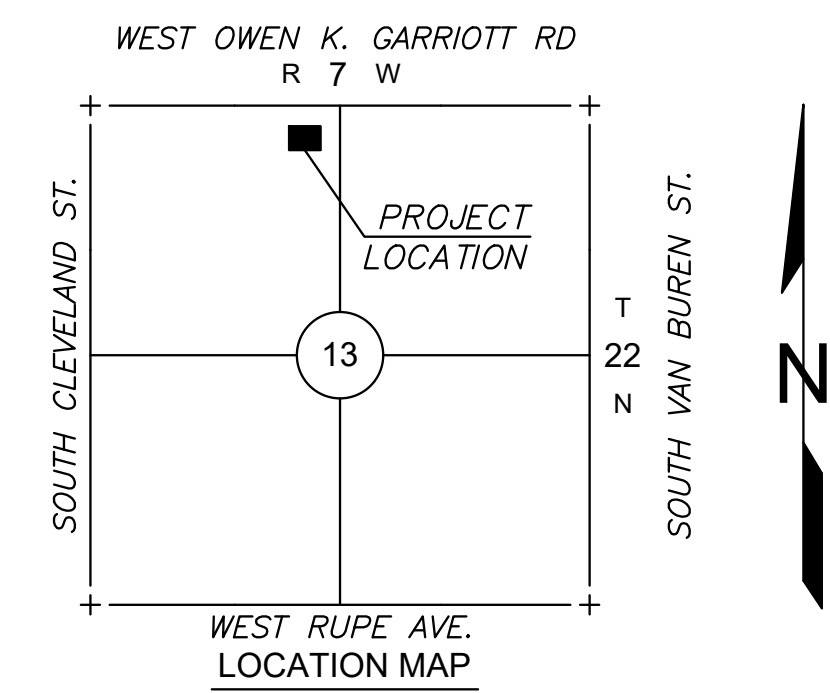 WEST OWEN K. GARRIOTT RD
R 7 W
SOUTH CLEVELAND ST.
PROJECT
LOCATION
13
T
22
N
SOUTH VAN BUREN ST.
N
WEST RUPE AVE.
LOCATION MAP